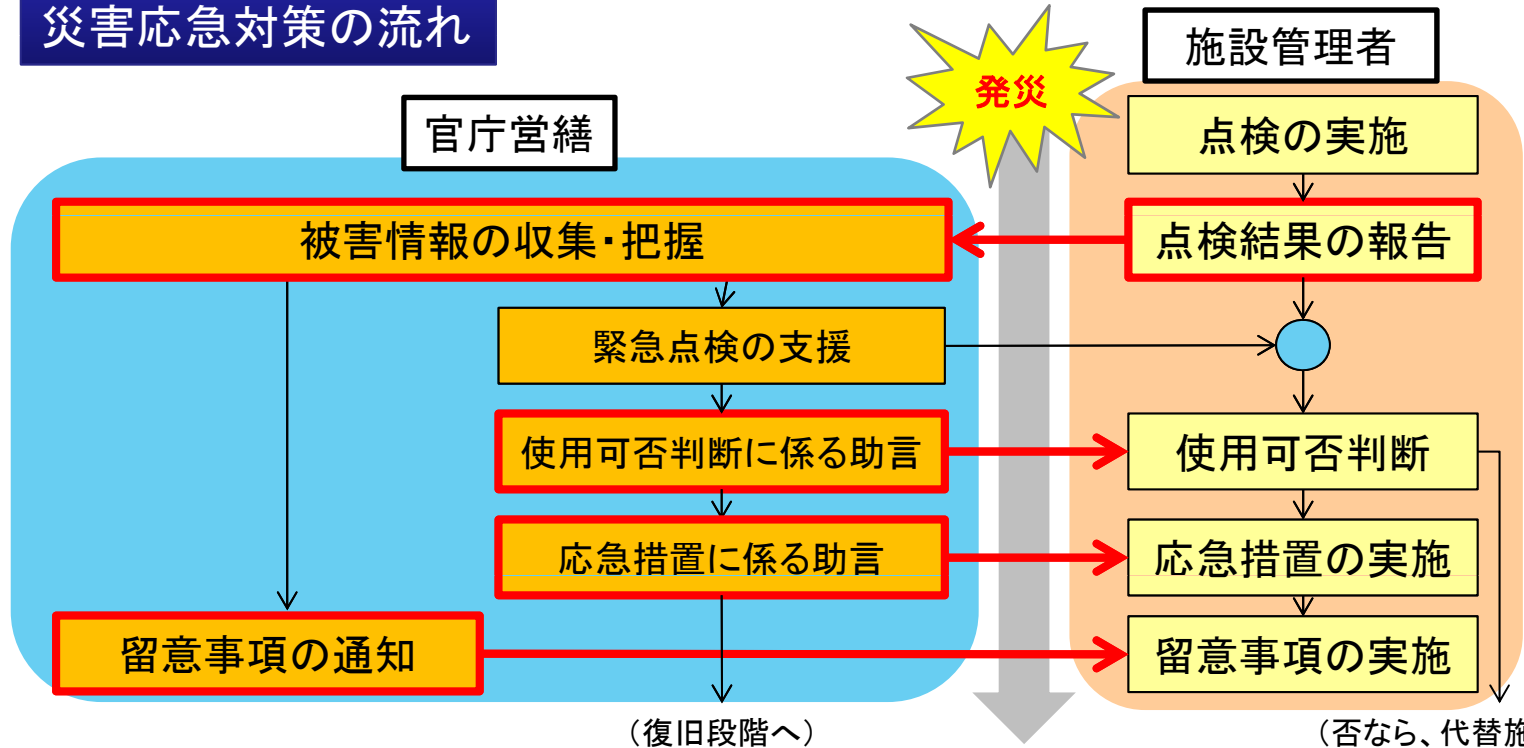 災害応急対策の流れ
発災
施設管理者
官庁営繕
点検の実施
被害情報の収集・把握
点検結果の報告
緊急点検の支援
使用可否判断に係る助言
使用可否判断
応急措置に係る助言
応急措置の実施
留意事項の通知
留意事項の実施
（復旧段階へ）
（否なら、代替施